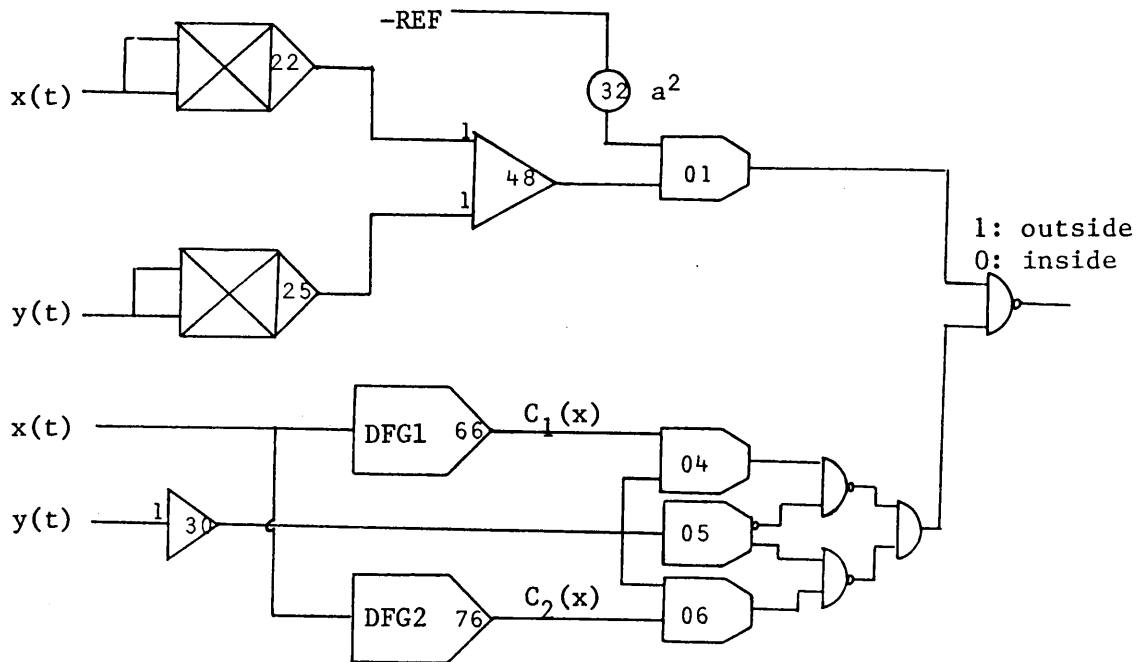 -REF
22
x(t)
32 a²
1
48
01
1
1: outside
0: inside
25
y(t)
x(t)
DFG1 66
C₁(x)
04
y(t)
1
30
05
DFG2 76
C₂(x)
06